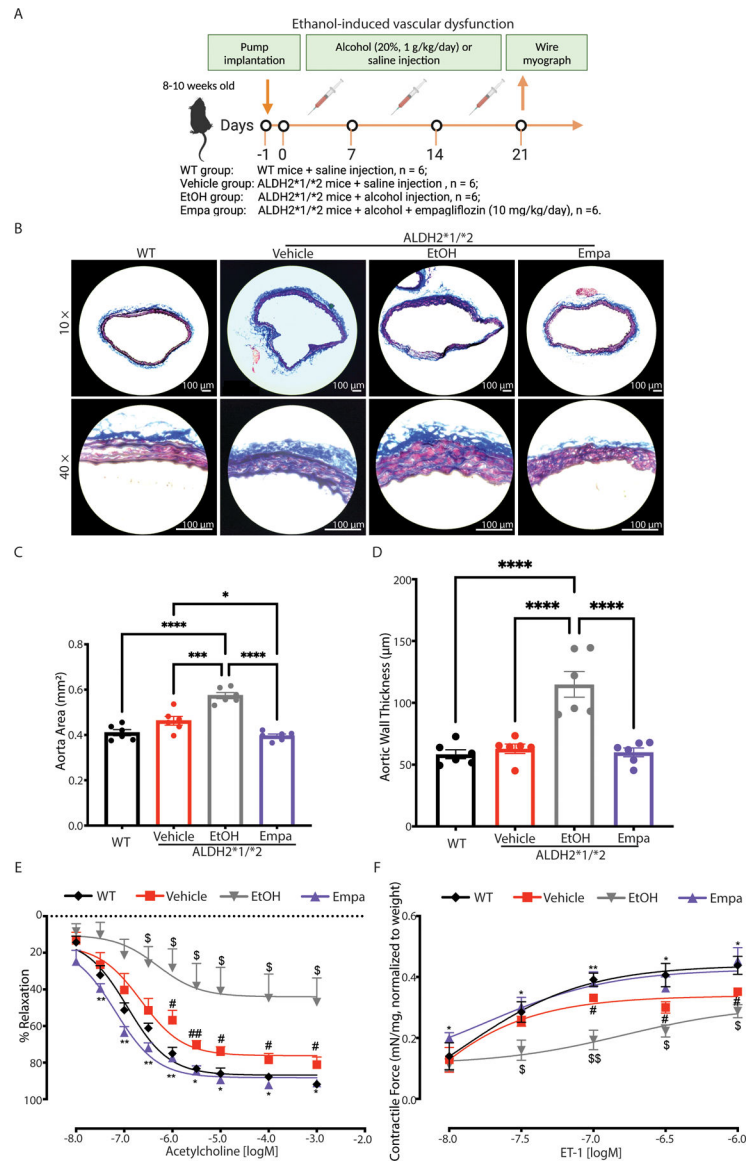 A
Ethanol-induced vascular dysfunction
Pump implantation
Alcohol (20%, 1 g/kg/day) or saline injection
Wire myograph
8-10 weeks old
Days
-1 0 7 14 21
WT group: WT mice + saline injection, n = 6;
Vehicle group: ALDH2*1/*2 mice + saline injection , n = 6;
EtOH group: ALDH2*1/*2 mice + alcohol injection, n =6;
Empa group: ALDH2*1/*2 mice + alcohol + empagliflozin (10 mg/kg/day), n =6.
B
ALDH2*1/*2
WT Vehicle EtOH Empa
10 ×
100 μm 100 μm 100 μm 100 μm
40 ×
100 μm 100 μm 100 μm 100 μm
C
*
****
*** ****
Aorta Area (mm²)
0.8
0.6
0.4
0.2
0.0
WT Vehicle EtOH Empa
ALDH2*1/*2
D
****
**** ****
Aortic Wall Thickness (μm)
200
150
100
50
0
WT Vehicle EtOH Empa
ALDH2*1/*2
E
WT Vehicle EtOH Empa
% Relaxation
0
20
40
60
80
100
$ $ $ $ $ $
# ## # # #
** ** ** ** * * * *
-8.0 -7.0 -6.0 -5.0 -4.0 -3.0 -2.0
Acetylcholine [logM]
F
WT Vehicle EtOH Empa
Contractile Force (mN/mg, normalized to weight)
0.6
0.4
0.2
0.0
* * ** * *
# # #
$ $$ $ $
-8.0 -7.5 -7.0 -6.5 -6.0
ET-1 [logM]